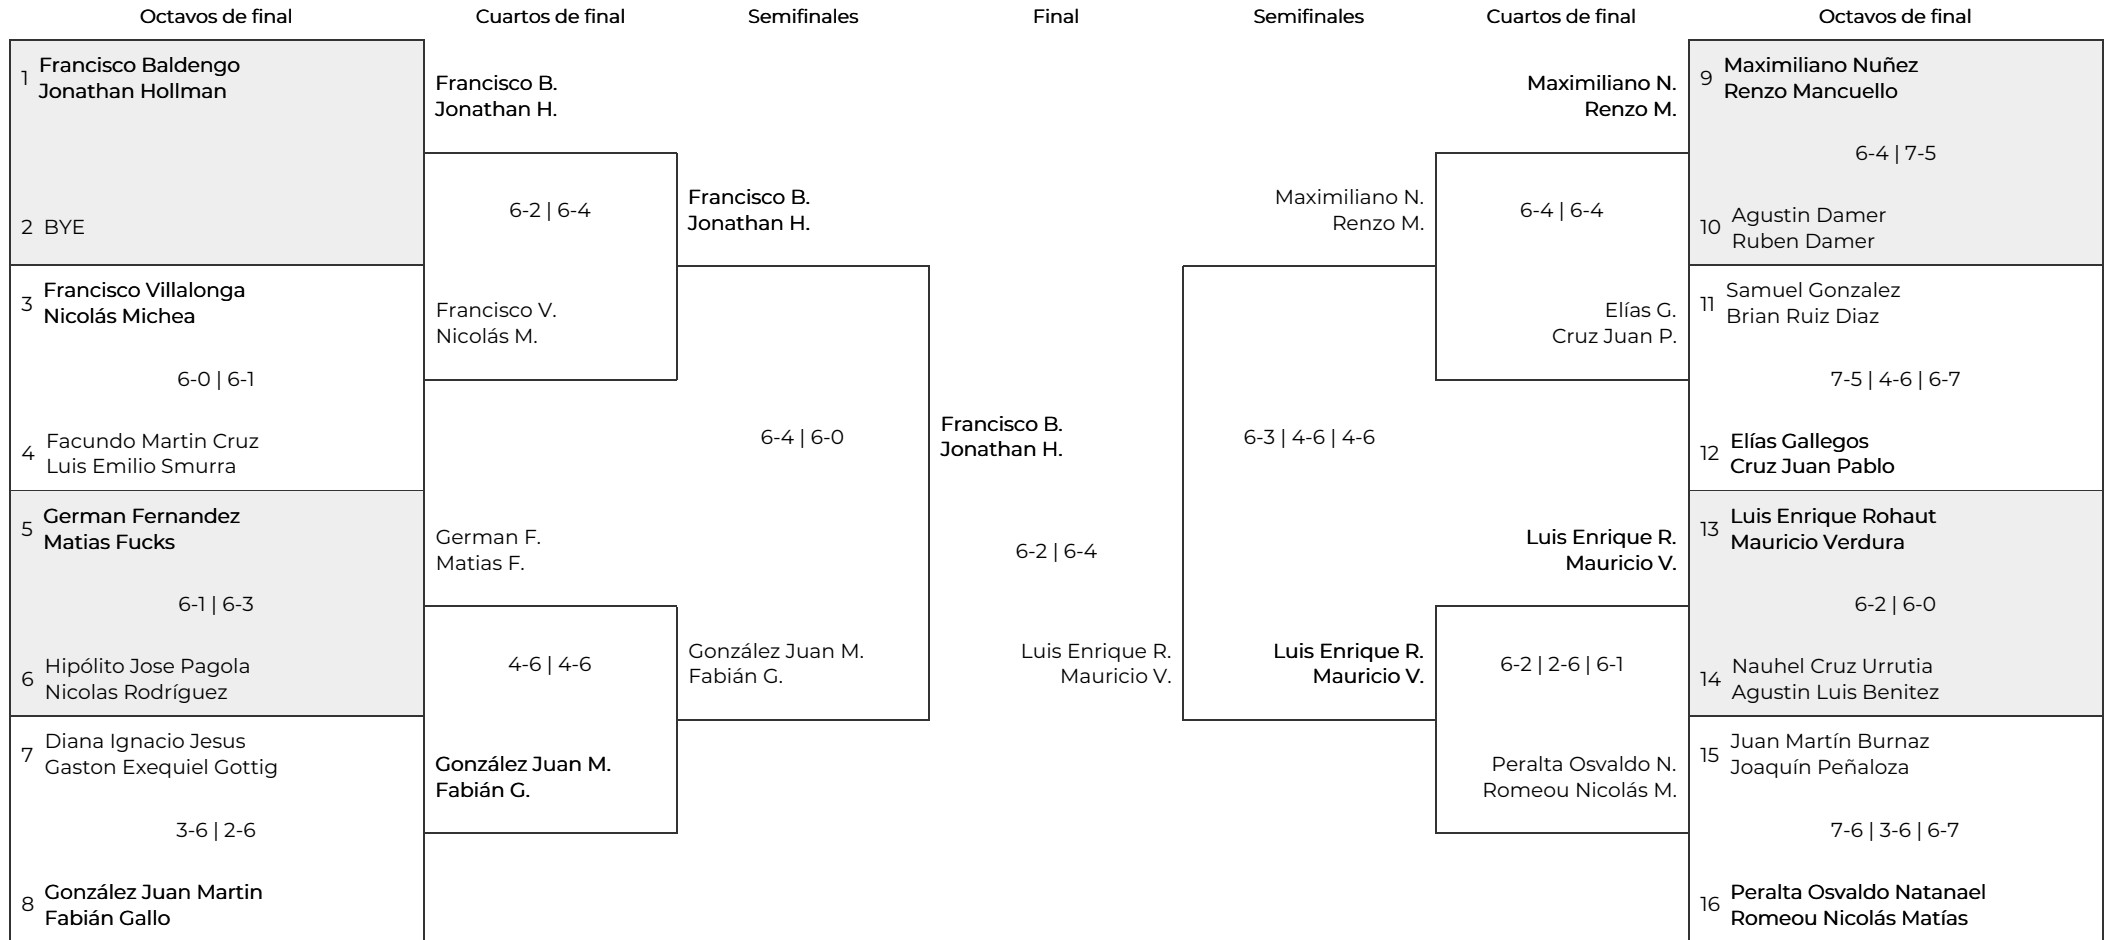 Octavos de final
Cuartos de final
Semifinales
Final
Semifinales
Cuartos de final
Octavos de final
1
Francisco Baldengo
Jonathan Hollman
2 BYE
3
Francisco Villalonga
Nicolás Michea
6-0 | 6-1
4
Facundo Martin Cruz
Luis Emilio Smurra
5
German Fernandez
Matias Fucks
6-1 | 6-3
6
Hipólito Jose Pagola
Nicolas Rodríguez
7
Diana Ignacio Jesus
Gaston Exequiel Gottig
3-6 | 2-6
8
González Juan Martin
Fabián Gallo
Francisco B.
Jonathan H.
6-2 | 6-4
Francisco V.
Nicolás M.
German F.
Matias F.
4-6 | 4-6
González Juan M.
Fabián G.
Francisco B.
Jonathan H.
6-4 | 6-0
González Juan M.
Fabián G.
Francisco B.
Jonathan H.
6-2 | 6-4
Luis Enrique R.
Mauricio V.
Maximiliano N.
Renzo M.
6-3 | 4-6 | 4-6
Luis Enrique R.
Mauricio V.
Maximiliano N.
Renzo M.
6-4 | 6-4
Elías G.
Cruz Juan P.
Luis Enrique R.
Mauricio V.
6-2 | 2-6 | 6-1
Peralta Osvaldo N.
Romeou Nicolás M.
9
Maximiliano Nuñez
Renzo Mancuello
6-4 | 7-5
10
Agustin Damer
Ruben Damer
11
Samuel Gonzalez
Brian Ruiz Diaz
7-5 | 4-6 | 6-7
12
Elías Gallegos
Cruz Juan Pablo
13
Luis Enrique Rohaut
Mauricio Verdura
6-2 | 6-0
14
Nauhel Cruz Urrutia
Agustin Luis Benitez
15
Juan Martín Burnaz
Joaquín Peñaloza
7-6 | 3-6 | 6-7
16
Peralta Osvaldo Natanael
Romeou Nicolás Matías